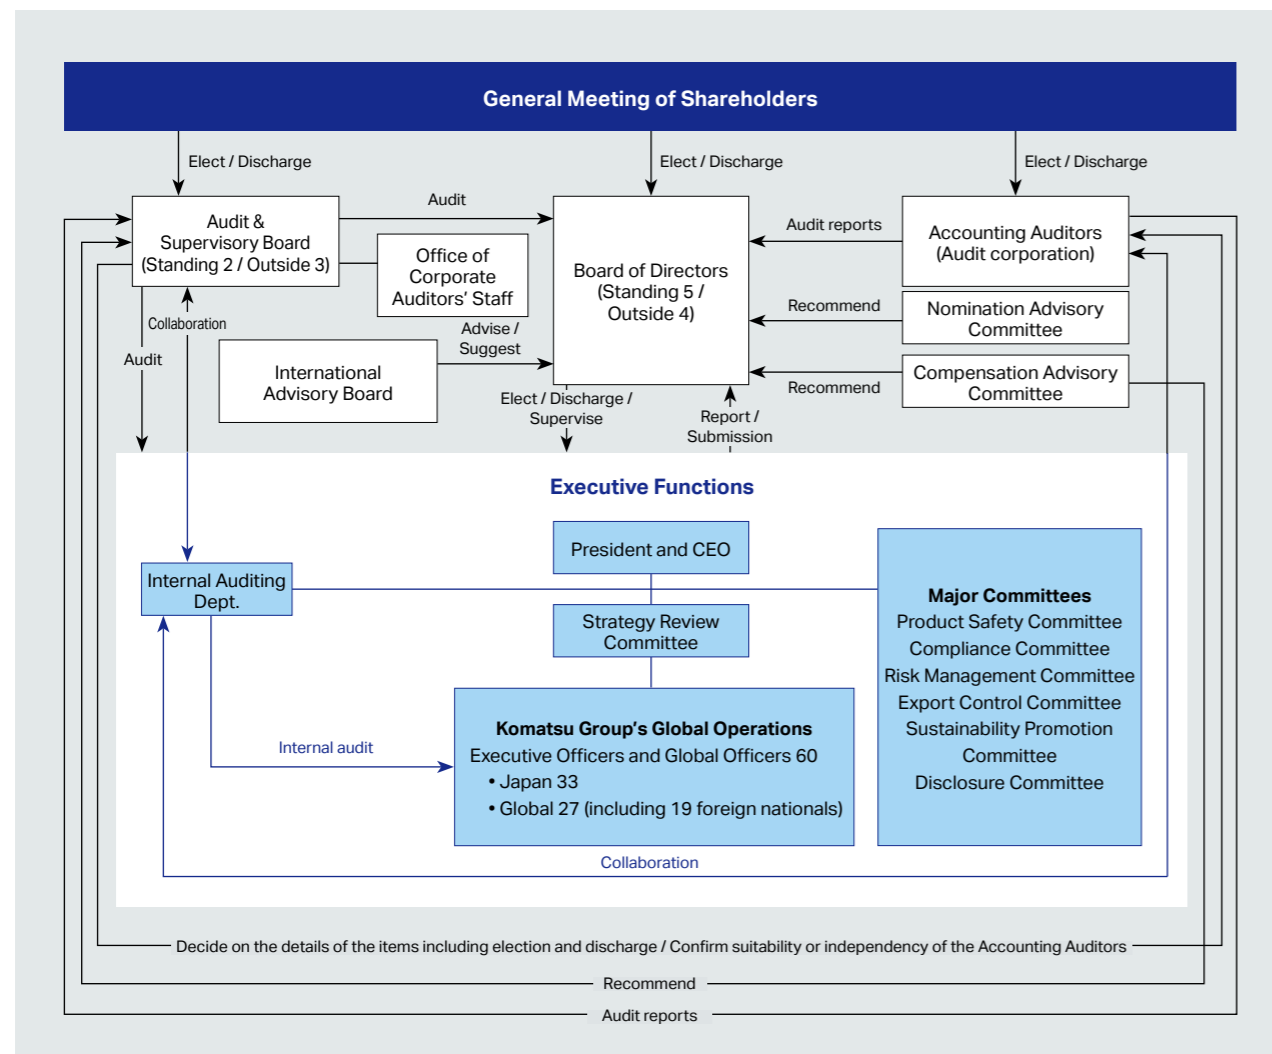 General Meeting of Shareholders
Elect / Discharge
Elect / Discharge
Elect / Discharge
Audit &
Supervisory Board
(Standing 2 / Outside 3)
Audit
Office of
Corporate
Auditors' Staff
Board of Directors
(Standing 5 /
Outside 4)
Audit reports
Accounting Auditors
(Audit corporation)
Recommend
Nomination Advisory
Committee
Collaboration
Audit
Advise /
Suggest
International
Advisory Board
Recommend
Compensation Advisory
Committee
Elect / Discharge /
Supervise
Report /
Submission
Executive Functions
President and CEO
Internal Auditing
Dept.
Strategy Review
Committee
Major Committees
Product Safety Committee
Compliance Committee
Risk Management Committee
Export Control Committee
Sustainability Promotion
Committee
Disclosure Committee
Internal audit
Komatsu Group's Global Operations
Executive Officers and Global Officers 60
• Japan 33
• Global 27 (including 19 foreign nationals)
Collaboration
Decide on the details of the items including election and discharge / Confirm suitability or independency of the Accounting Auditors
Recommend
Audit reports